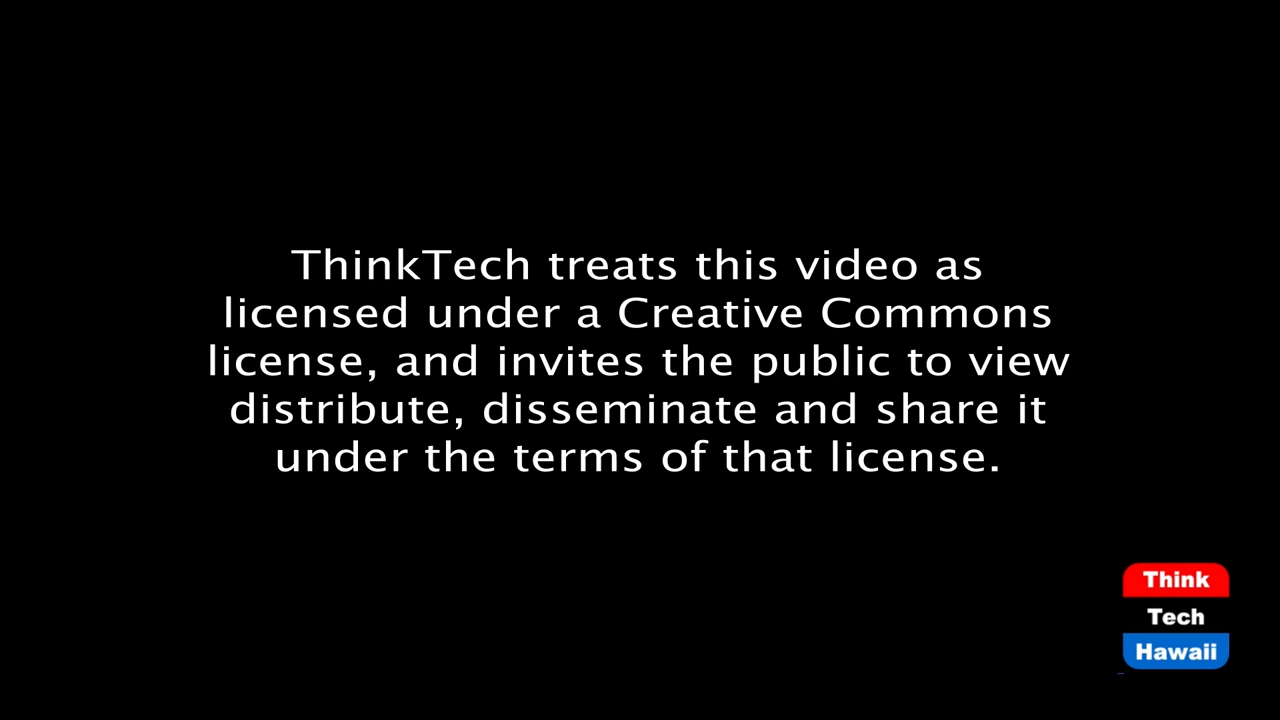 ThinkTech treats this video as
licensed under a Creative Commons
license, and invites the public to view
distribute, disseminate and share it
under the terms of that license.
Think
Tech
Hawaii